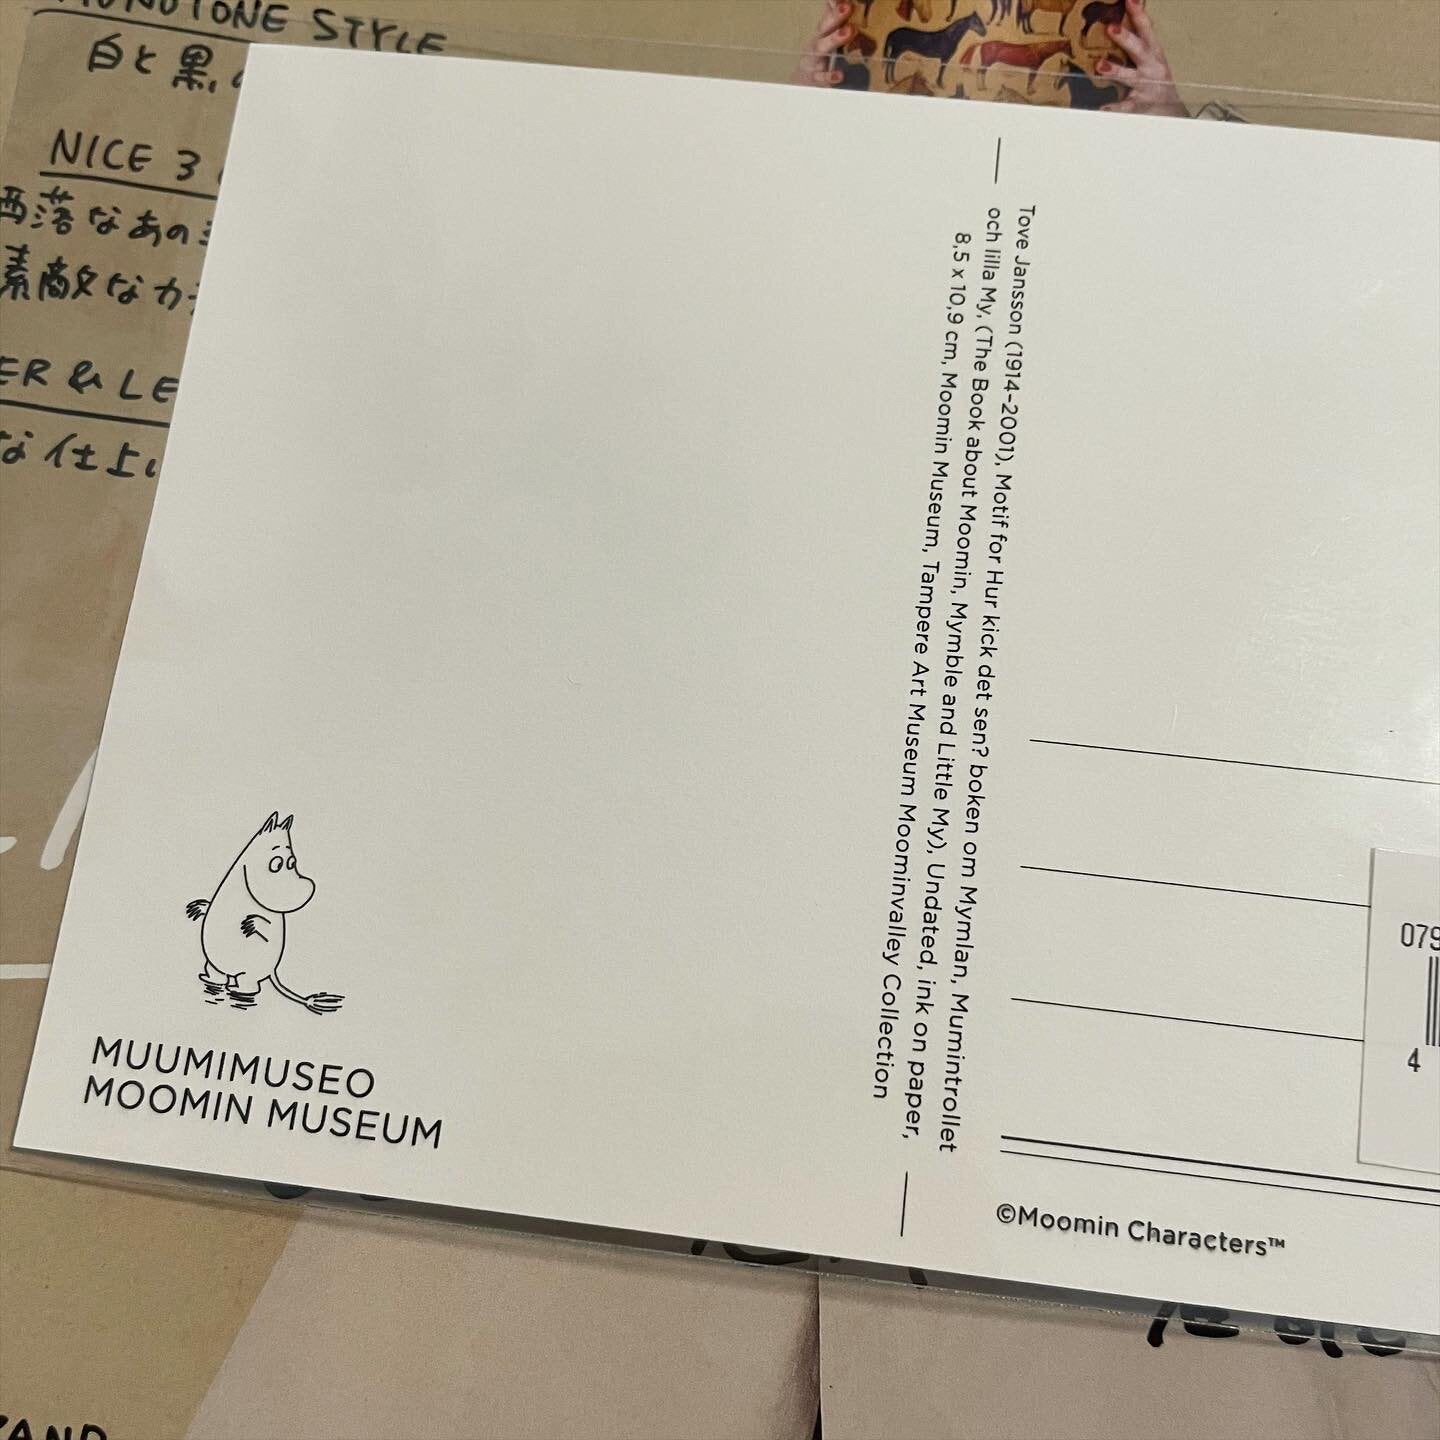 MONOTONE STYLE
白と黒
NICE 3
洒落なあの
素敵なカ
ER & LE
な仕上
Tove Jansson (1914-2001), Motif for Hur kick det sen? boken om Mymlan, Mumintrollet
och lilla My, (The Book about Moomin, Mymble and Little My), Undated, ink on paper,
8,5 x 10,9 cm, Moomin Museum, Tampere Art Museum Moominvalley Collection
MUUMIMUSEO
MOOMIN MUSEUM
©Moomin Characters™
079
4